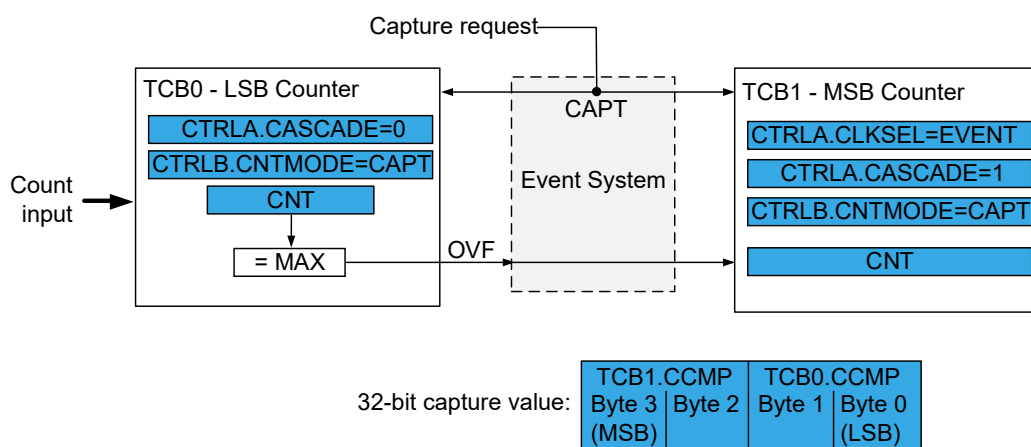 Capture request
TCB0 - LSB Counter
CTRLA.CASCADE=0
CTRLB.CNTMODE=CAPT
CNT
= MAX
Count
input
OVF
CAPT
Event System
TCB1 - MSB Counter
CTRLA.CLKSEL=EVENT
CTRLA.CASCADE=1
CTRLB.CNTMODE=CAPT
CNT
32-bit capture value:
TCB1.CCMP TCB0.CCMP
Byte 3 Byte 2 Byte 1 Byte 0
(MSB) (LSB)